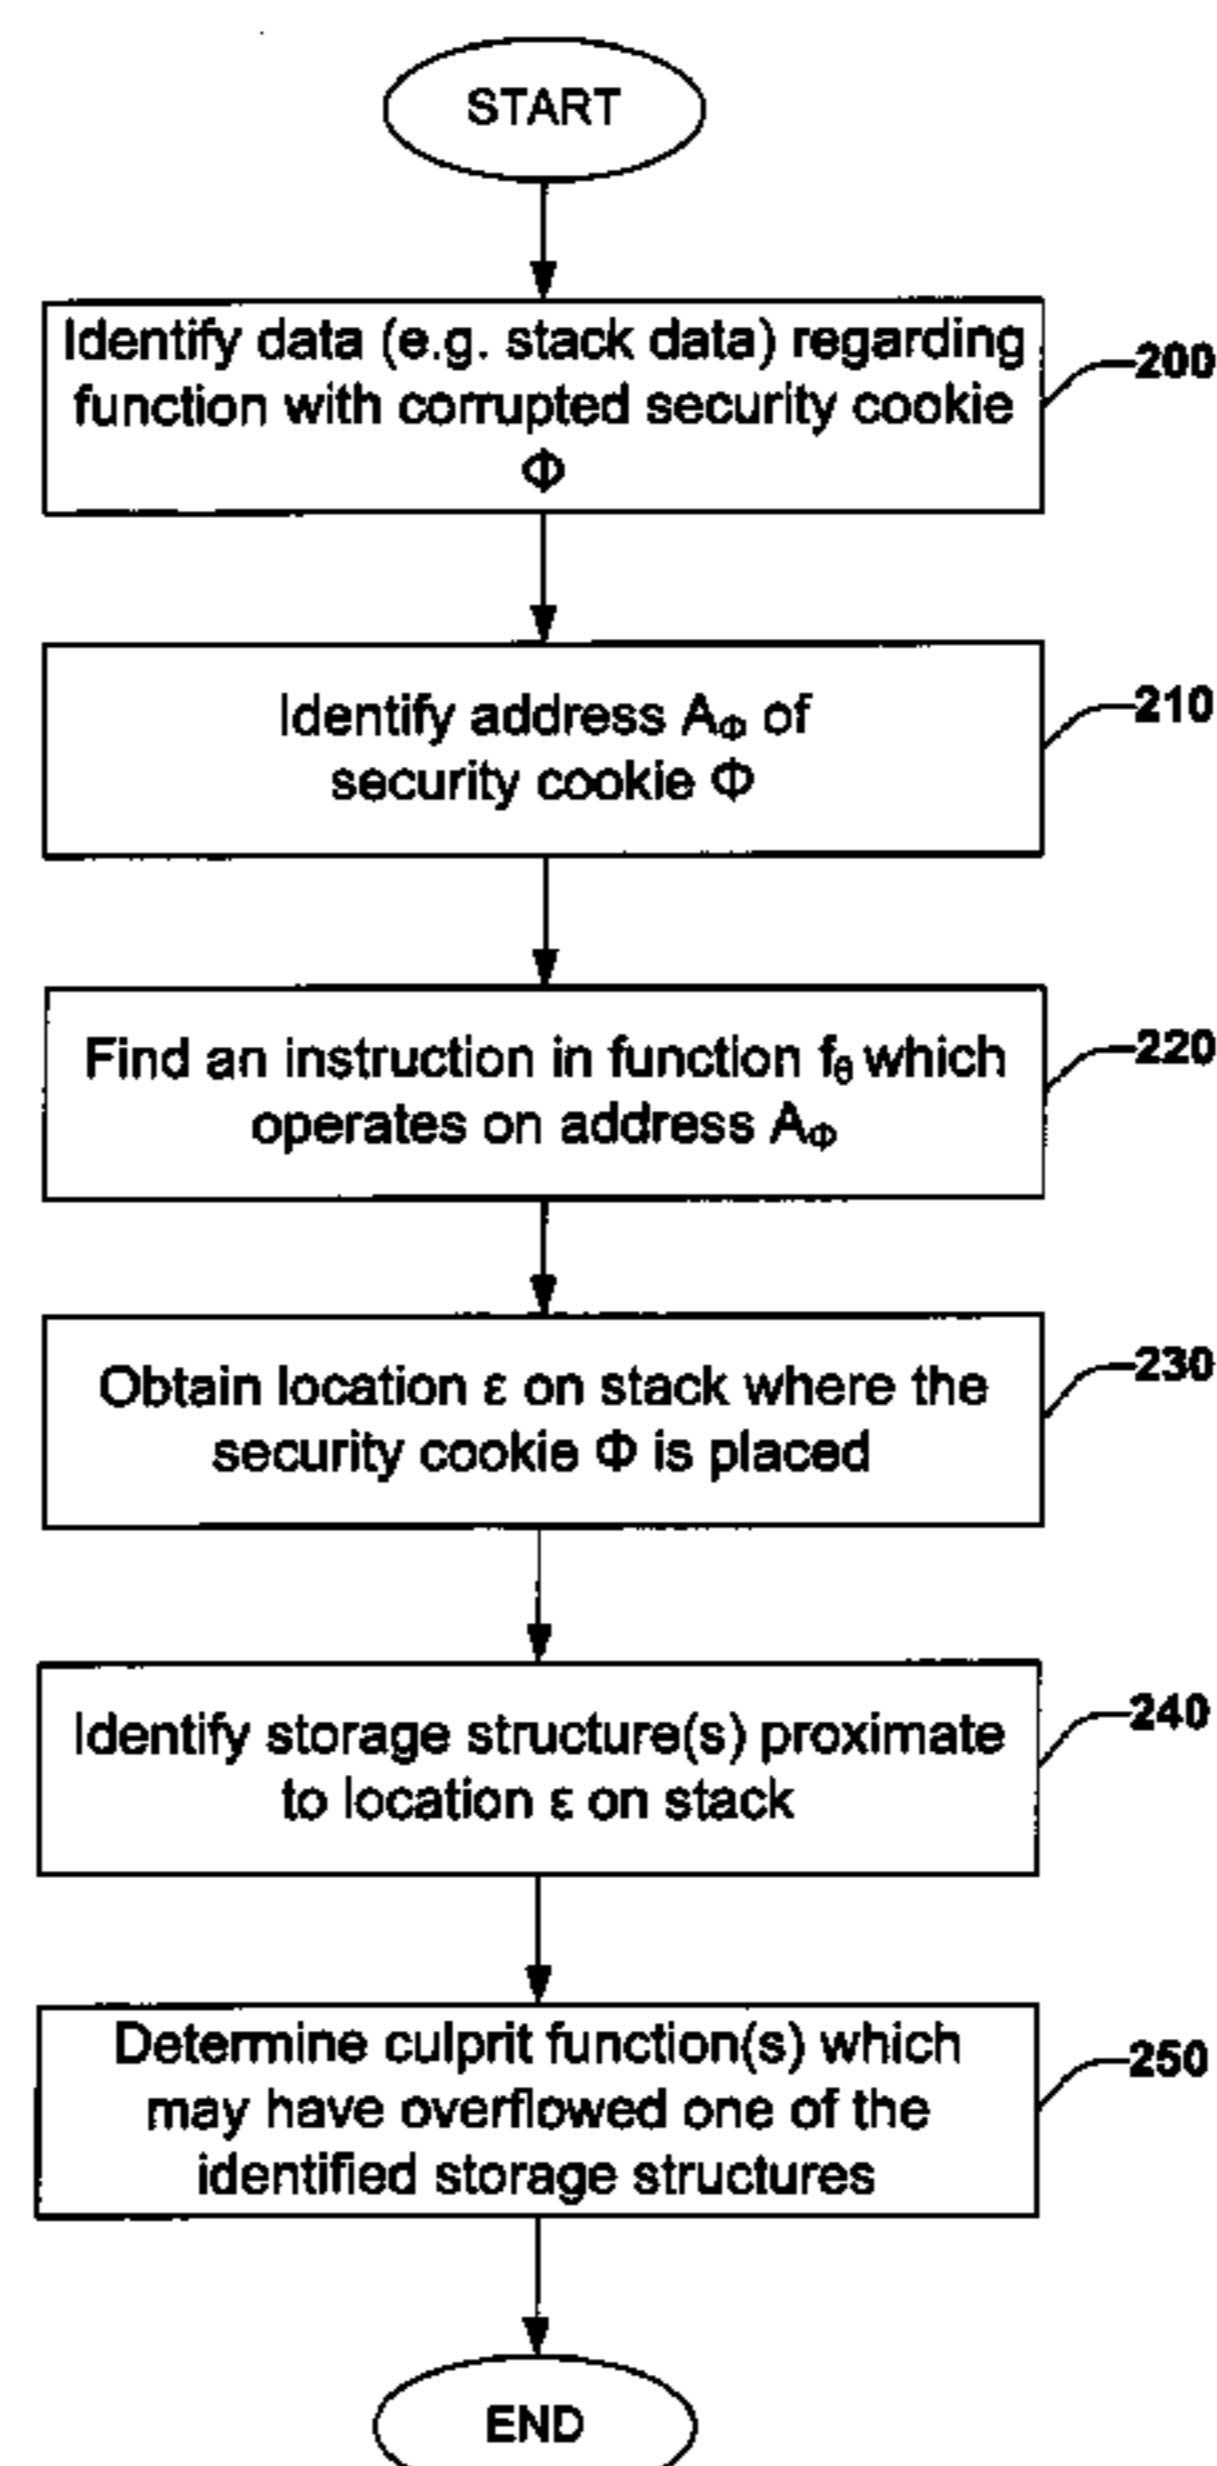 START
Identify data (e.g. stack data) regarding
function with corrupted security cookie
Φ
200
Identify address AΦ of
security cookie Φ
210
Find an instruction in function fθ which
operates on address AΦ
220
Obtain location ε on stack where the
security cookie Φ is placed
230
Identify storage structure(s) proximate
to location ε on stack
240
Determine culprit function(s) which
may have overflowed one of the
identified storage structures
250
END